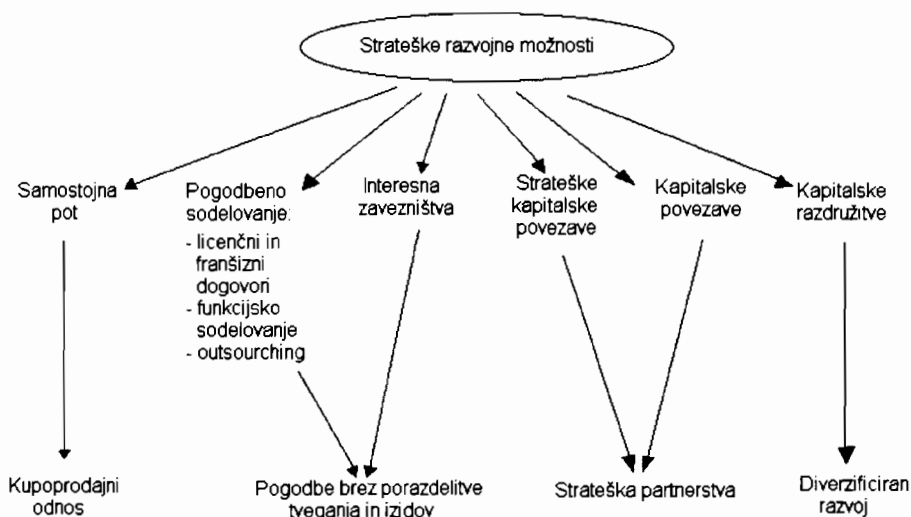 Strateške razvojne možnosti
Samostojna
pot
Pogodbeno
sodelovanje:
- licenčni in
franšizni
dogovori
- funkcijsko
sodelovanje
- outsourching
Interesna
zavezništva
Strateške
kapitalske
povezave
Kapitalske
povezave
Kapitalske
razdružitve
Kupoprodajni
odnos
Pogodbe brez porazdelitve
tveganja in izidov
Strateška partnerstva
Diverzificiran
razvoj